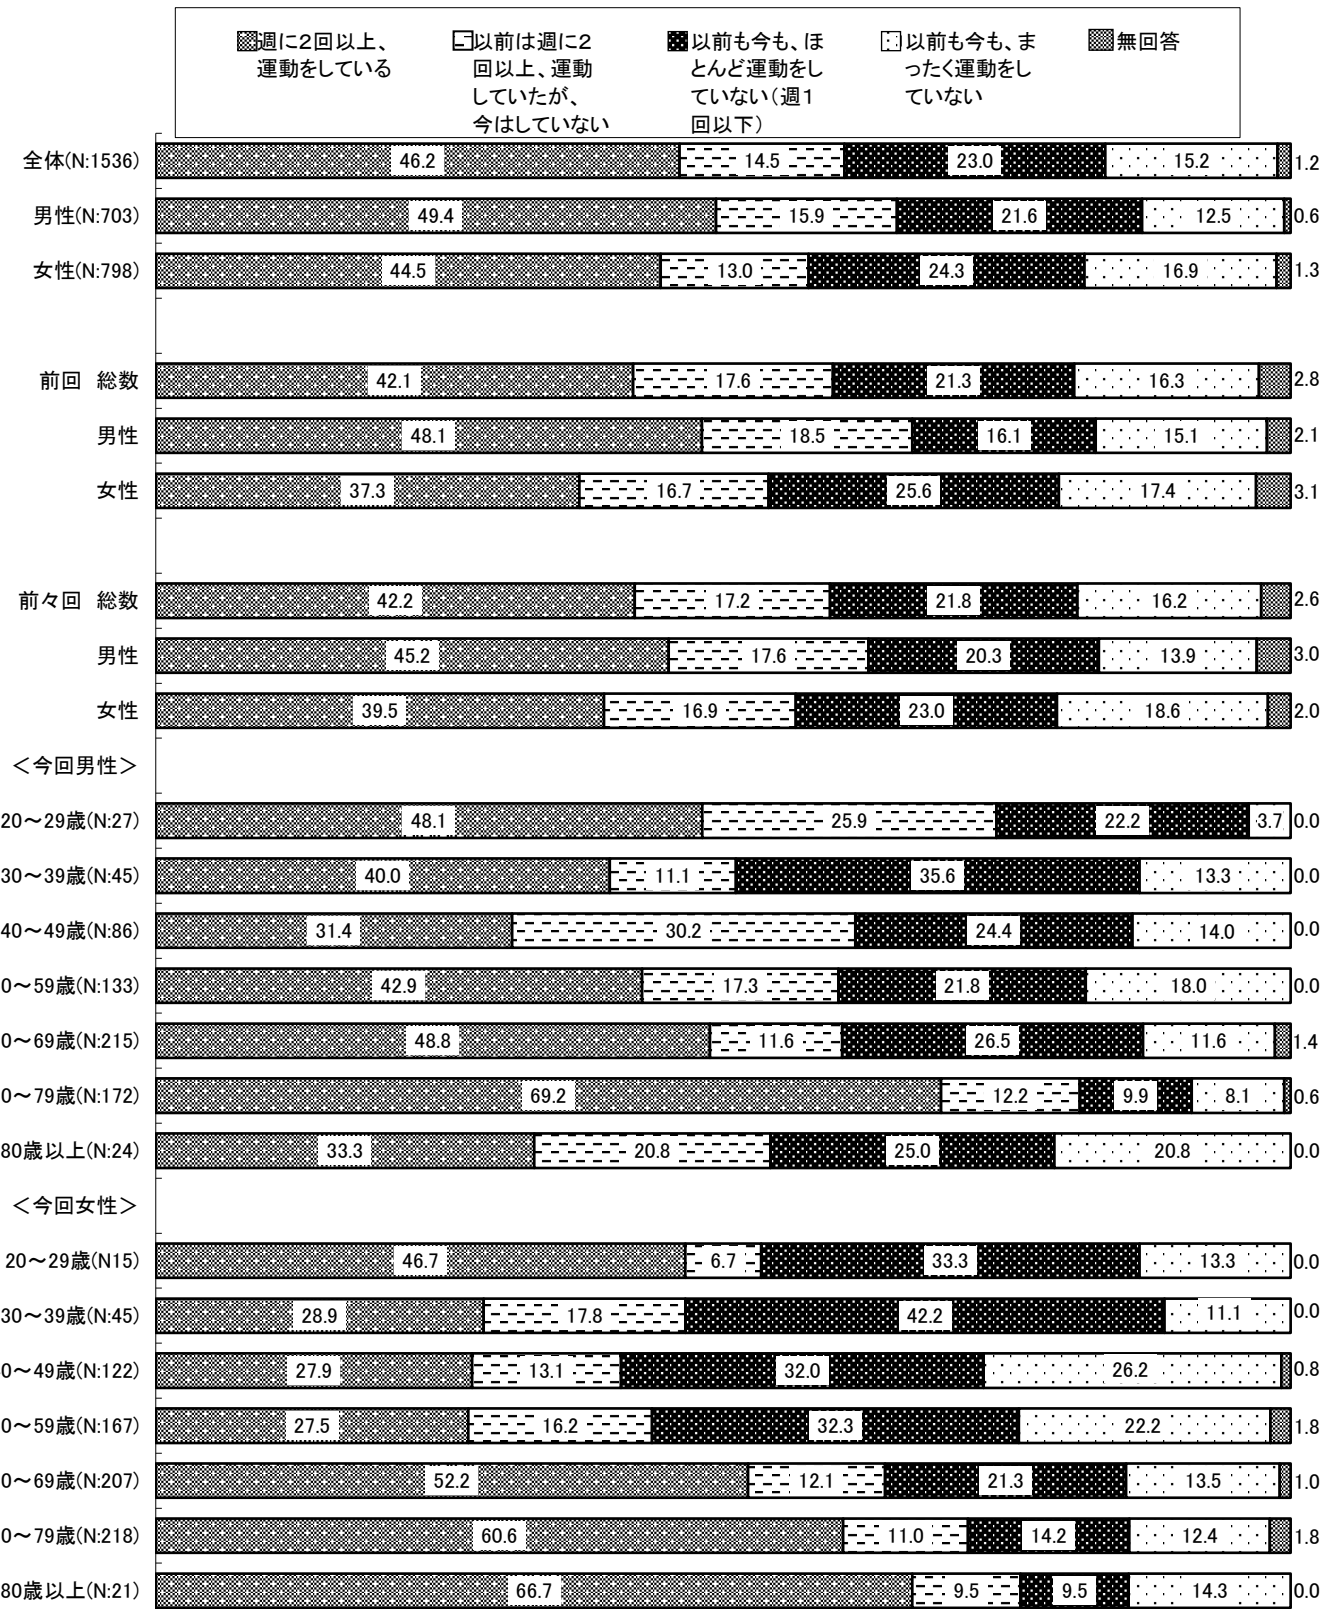 週に2回以上、
運動をしている
以前は週に2
回以上、運動
していたが、
今はしていない
以前も今も、ほ
とんど運動をし
ていない(週1
回以下)
以前も今も、ま
ったく運動をし
ていない
無回答
全体(N:1536) 46.2 14.5 23.0 15.2 1.2
男性(N:703) 49.4 15.9 21.6 12.5 0.6
女性(N:798) 44.5 13.0 24.3 16.9 1.3
前回 総数 42.1 17.6 21.3 16.3 2.8
男性 48.1 18.5 16.1 15.1 2.1
女性 37.3 16.7 25.6 17.4 3.1
前々回 総数 42.2 17.2 21.8 16.2 2.6
男性 45.2 17.6 20.3 13.9 3.0
女性 39.5 16.9 23.0 18.6 2.0
＜今回男性＞
20～29歳(N:27) 48.1 25.9 22.2 3.7 0.0
30～39歳(N:45) 40.0 11.1 35.6 13.3 0.0
40～49歳(N:86) 31.4 30.2 24.4 14.0 0.0
0～59歳(N:133) 42.9 17.3 21.8 18.0 0.0
0～69歳(N:215) 48.8 11.6 26.5 11.6 1.4
0～79歳(N:172) 69.2 12.2 9.9 8.1 0.6
80歳以上(N:24) 33.3 20.8 25.0 20.8 0.0
＜今回女性＞
20～29歳(N15) 46.7 6.7 33.3 13.3 0.0
30～39歳(N:45) 28.9 17.8 42.2 11.1 0.0
0～49歳(N:122) 27.9 13.1 32.0 26.2 0.8
0～59歳(N:167) 27.5 16.2 32.3 22.2 1.8
0～69歳(N:207) 52.2 12.1 21.3 13.5 1.0
0～79歳(N:218) 60.6 11.0 14.2 12.4 1.8
80歳以上(N:21) 66.7 9.5 9.5 14.3 0.0